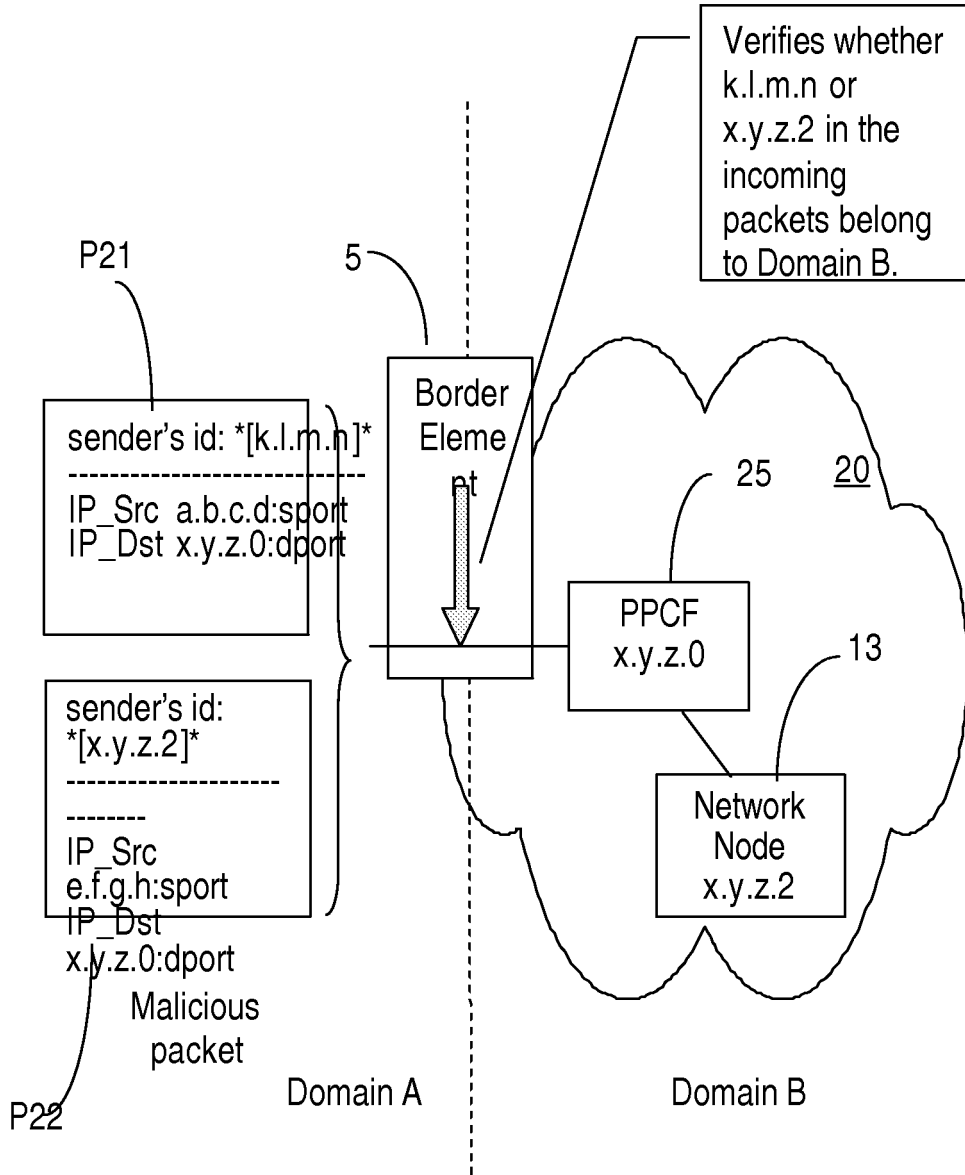 Verifies whether
k.l.m.n or
x.y.z.2 in the
incoming
packets belong
to Domain B.
P21
5
sender's id: *[k.l.m.n]*
-----------------------------
IP_Src a.b.c.d:sport
IP_Dst x.y.z.0:dport
Border
Eleme
nt
25
20
PPCF
x.y.z.0
13
sender's id:
*[x.y.z.2]*
---------------------
--------
IP_Src
e.f.g.h:sport
IP_Dst
x.y.z.0:dport
Network
Node
x.y.z.2
Malicious
packet
P22
Domain A
Domain B